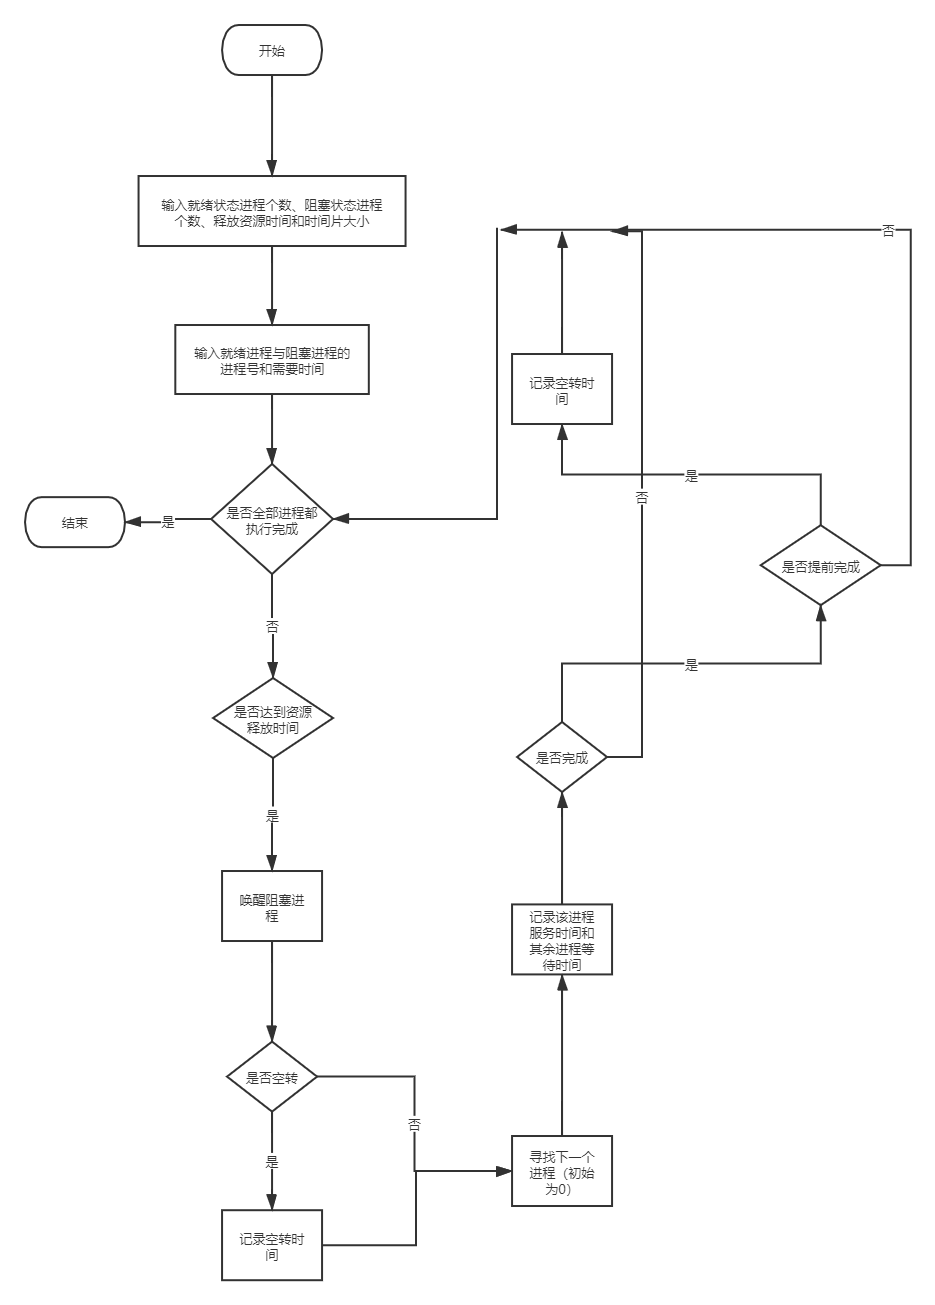 开始
输入就绪状态进程个数、阻塞状态进程
个数、释放资源时间和时间片大小
输入就绪进程与阻塞进程的
进程号和需要时间
是否全部进程都
执行完成
是
结束
否
是否达到资源
释放时间
是
唤醒阻塞进
程
是否空转
否
是
记录空转时
间
寻找下一个
进程（初始
为0）
记录该进程
服务时间和
其余进程等
待时间
是否完成
否
是
是否提前完成
否
是
记录空转时
间